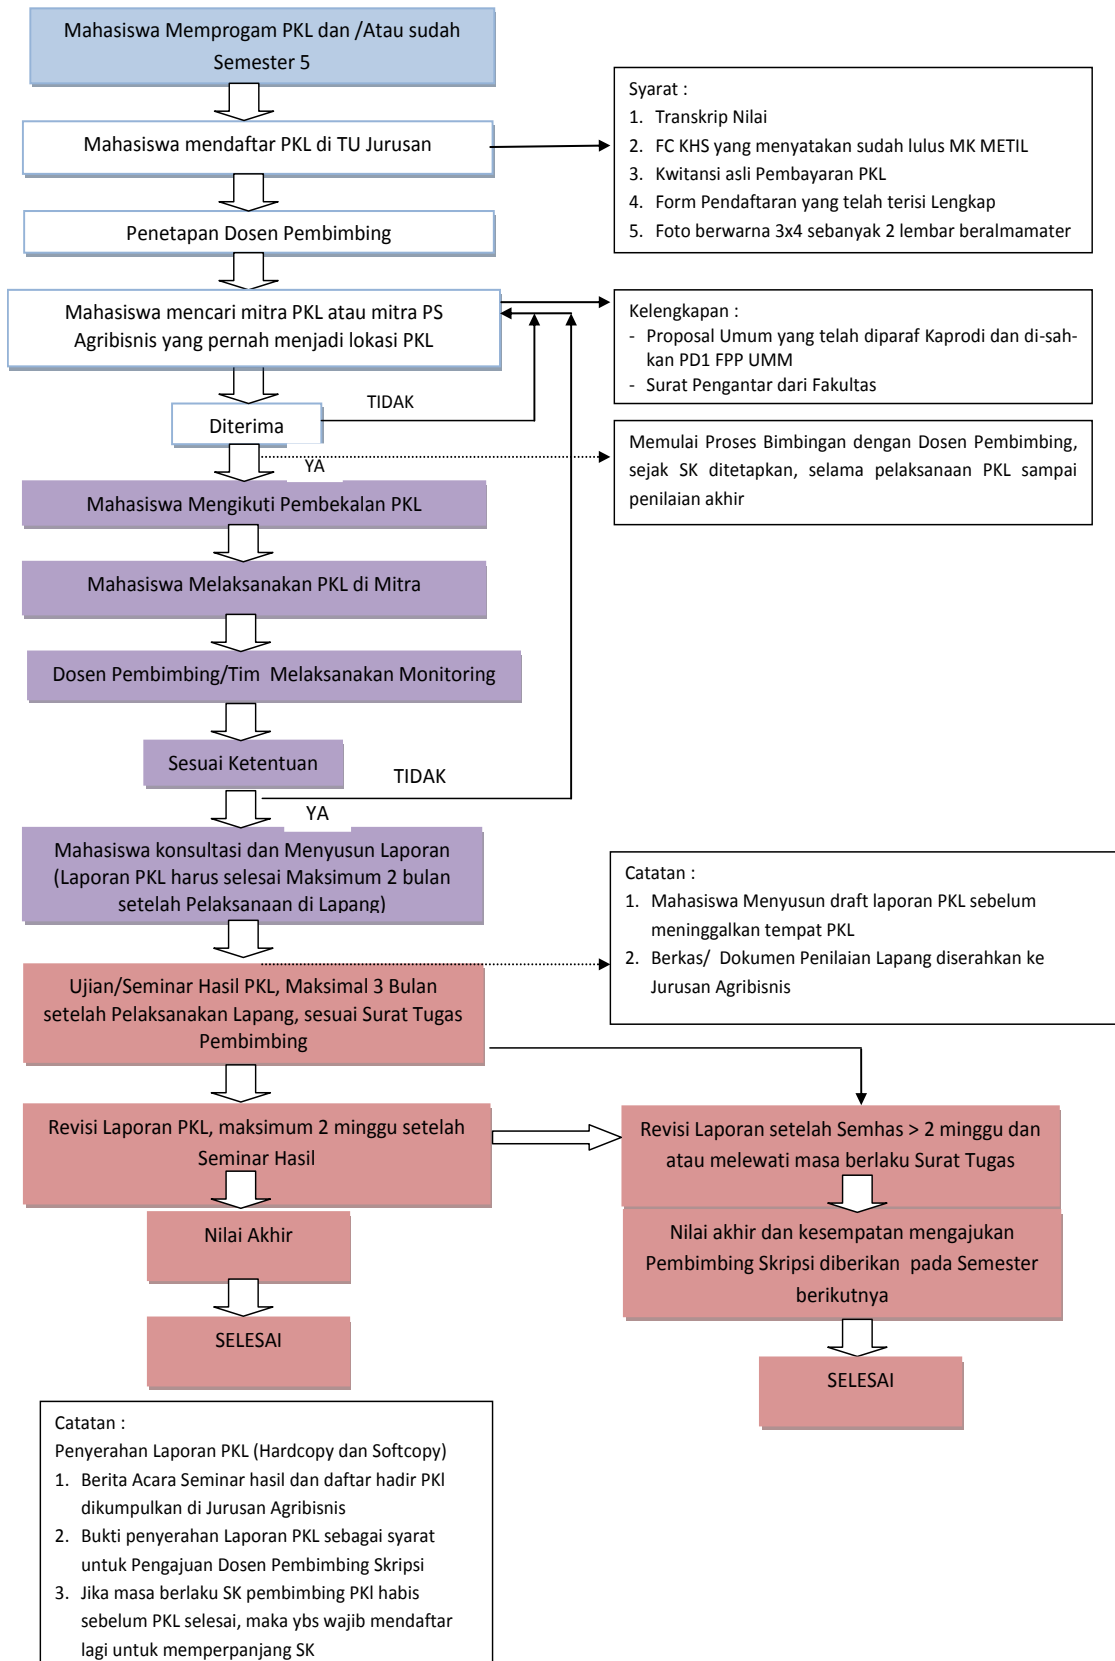 Mahasiswa Memprogam PKL dan /Atau sudah
Semester 5
Mahasiswa mendaftar PKL di TU Jurusan
Syarat :
1. Transkrip Nilai
2. FC KHS yang menyatakan sudah lulus MK METIL
3. Kwitansi asli Pembayaran PKL
4. Form Pendaftaran yang telah terisi Lengkap
5. Foto berwarna 3x4 sebanyak 2 lembar beralmamater
Penetapan Dosen Pembimbing
Mahasiswa mencari mitra PKL atau mitra PS
Agribisnis yang pernah menjadi lokasi PKL
Kelengkapan :
- Proposal Umum yang telah diparaf Kaprodi dan di-sah-
kan PD1 FPP UMM
- Surat Pengantar dari Fakultas
TIDAK
Diterima
YA
Memulai Proses Bimbingan dengan Dosen Pembimbing,
sejak SK ditetapkan, selama pelaksanaan PKL sampai
penilaian akhir
Mahasiswa Mengikuti Pembekalan PKL
Mahasiswa Melaksanakan PKL di Mitra
Dosen Pembimbing/Tim  Melaksanakan Monitoring
Sesuai Ketentuan
TIDAK
YA
Mahasiswa konsultasi dan Menyusun Laporan
(Laporan PKL harus selesai Maksimum 2 bulan
setelah Pelaksanaan di Lapang)
Catatan :
1. Mahasiswa Menyusun draft laporan PKL sebelum
meninggalkan tempat PKL
2. Berkas/  Dokumen Penilaian Lapang diserahkan ke
Jurusan Agribisnis
Ujian/Seminar Hasil PKL, Maksimal 3 Bulan
setelah Pelaksanakan Lapang, sesuai Surat Tugas
Pembimbing
Revisi Laporan PKL, maksimum 2 minggu setelah
Seminar Hasil
Revisi Laporan setelah Semhas > 2 minggu dan
atau melewati masa berlaku Surat Tugas
Nilai Akhir
Nilai akhir dan kesempatan mengajukan
Pembimbing Skripsi diberikan  pada Semester
berikutnya
SELESAI
SELESAI
Catatan :
Penyerahan Laporan PKL (Hardcopy dan Softcopy)
1. Berita Acara Seminar hasil dan daftar hadir PKl
dikumpulkan di Jurusan Agribisnis
2. Bukti penyerahan Laporan PKL sebagai syarat
untuk Pengajuan Dosen Pembimbing Skripsi
3. Jika masa berlaku SK pembimbing PKl habis
sebelum PKL selesai, maka ybs wajib mendaftar
lagi untuk memperpanjang SK